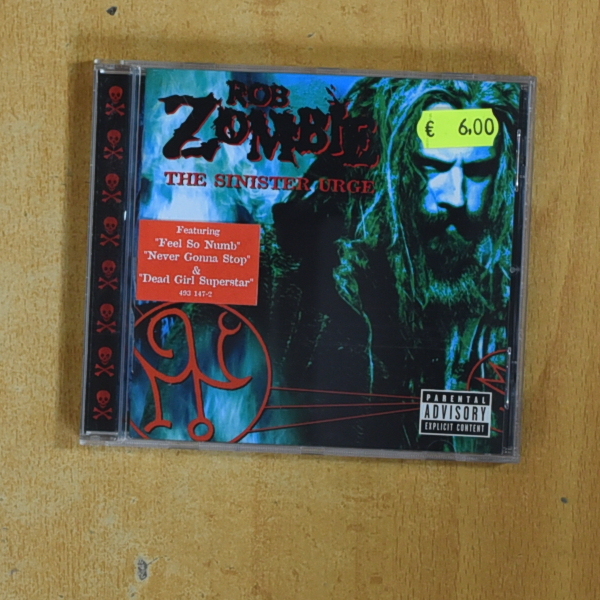 ROB
ZOMBIE
THE SINISTER URGE
€ 6,00
Featuring
"Feel So Numb"
"Never Gonna Stop"
&
"Dead Girl Superstar"
493 147-2
PARENTAL
ADVISORY
EXPLICIT CONTENT